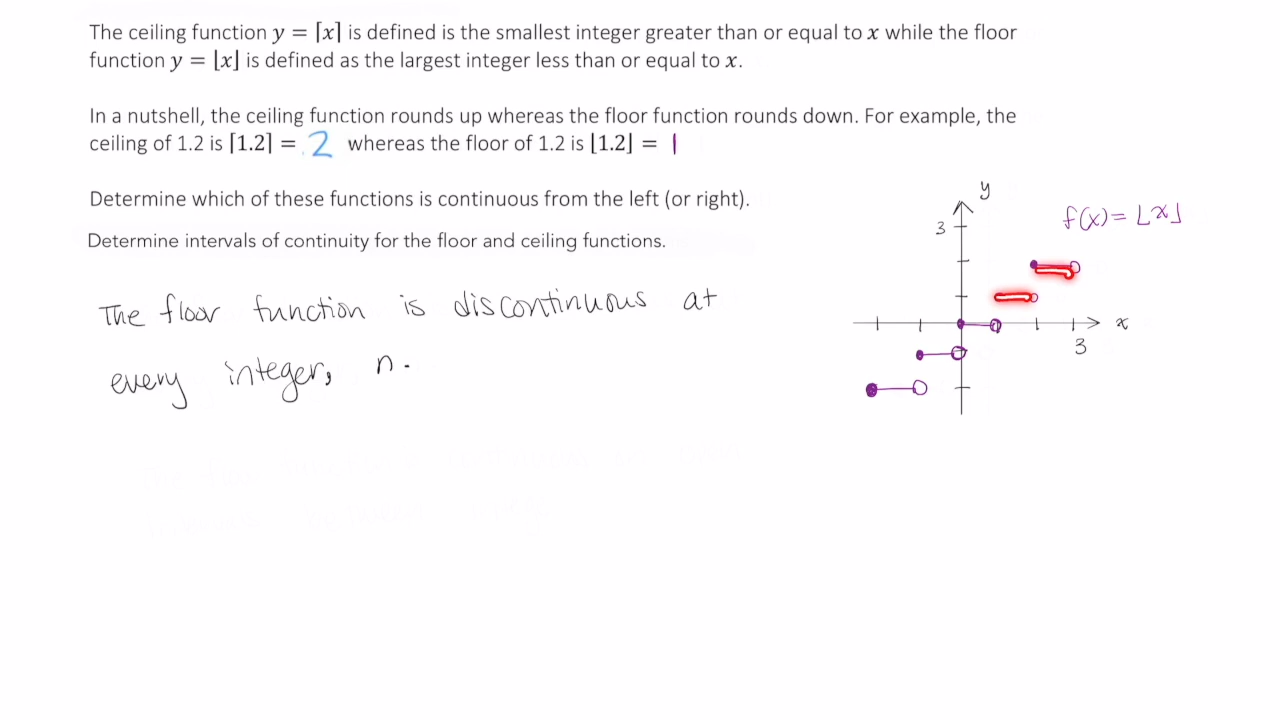 The ceiling function y = ⌈x⌉ is defined is the smallest integer greater than or equal to x while the floor
function y = ⌊x⌋ is defined as the largest integer less than or equal to x.
In a nutshell, the ceiling function rounds up whereas the floor function rounds down. For example, the
ceiling of 1.2 is ⌈1.2⌉ = 2 whereas the floor of 1.2 is ⌊1.2⌋ = 1
Determine which of these functions is continuous from the left (or right).
Determine intervals of continuity for the floor and ceiling functions.
The floor function is discontinuous at
every integer, n.
y
f(x) = ⌊x⌋
3
x
3